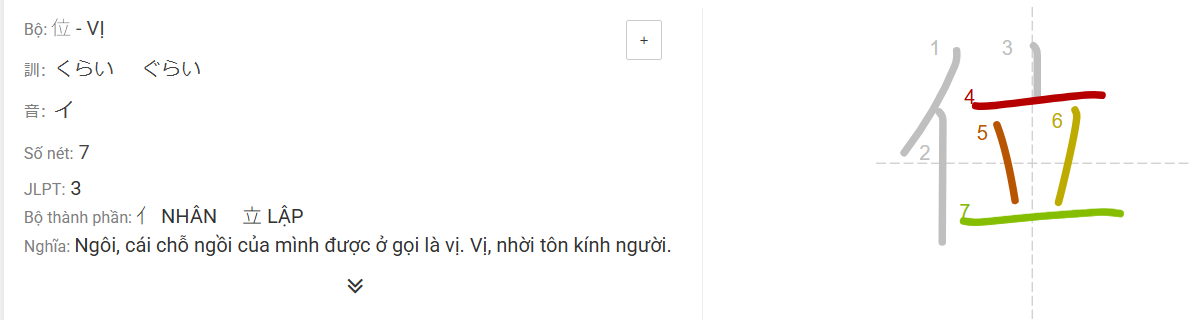 Bộ: 位 - VỊ
+
訓: くらい ぐらい
音: イ
Số nét: 7
JLPT: 3
Bộ thành phần: 亻 NHÂN 立 LẬP
Nghĩa: Ngôi, cái chỗ ngồi của mình được ở gọi là vị. Vị, nhời tôn kính người.
1 3
4
5 6
2
7
位